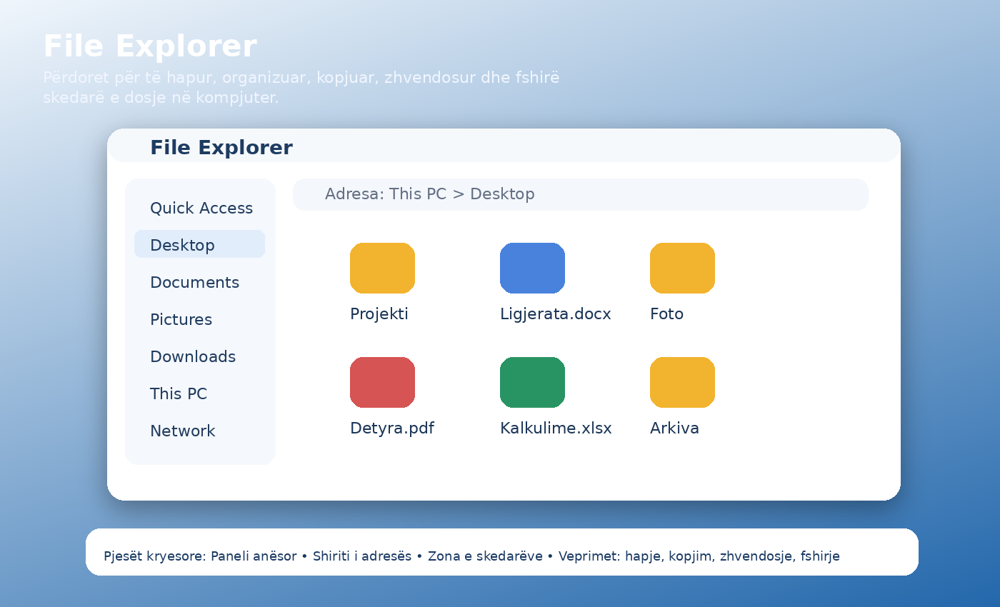 File Explorer
Përdoret për të hapur, organizuar, kopjuar, zhvendosur dhe fshirë
skedarë e dosje në kompjuter.
File Explorer
Quick Access
Desktop
Documents
Pictures
Downloads
This PC
Network
Adresa: This PC > Desktop
Projekti
Ligjerata.docx
Foto
Detyra.pdf
Kalkulime.xlsx
Arkiva
Pjesët kryesore: Paneli anësor • Shiriti i adresës • Zona e skedarëve • Veprimet: hapje, kopjim, zhvendosje, fshirje